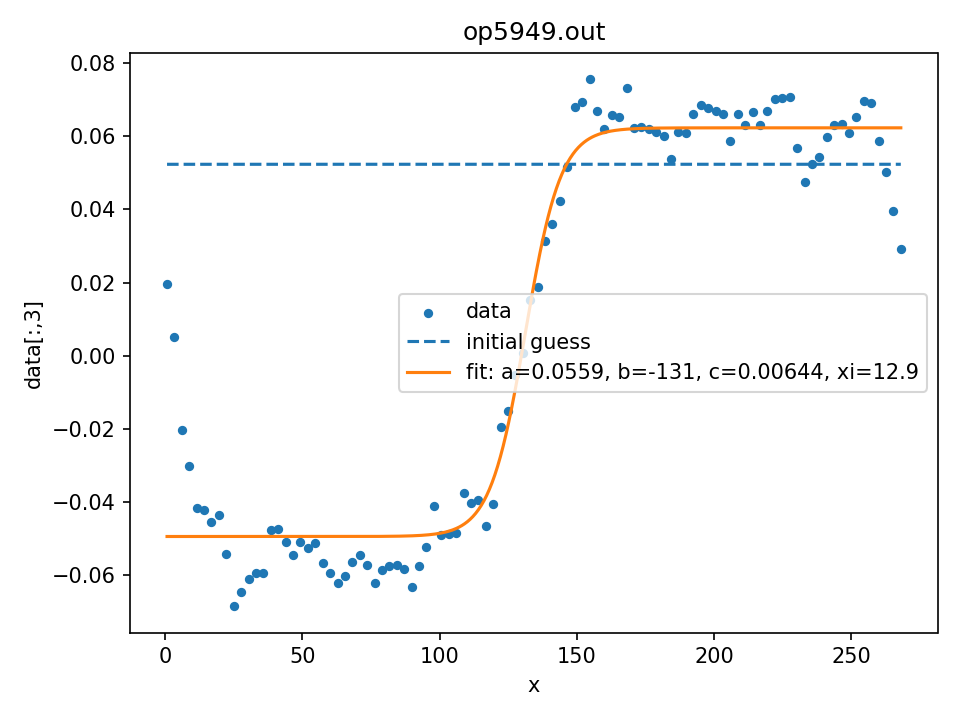 op5949.out
0.08
0.06
0.04
0.02
0.00
−0.02
−0.04
−0.06
data[:,3]
data
initial guess
fit: a=0.0559, b=-131, c=0.00644, xi=12.9
0 50 100 150 200 250
x